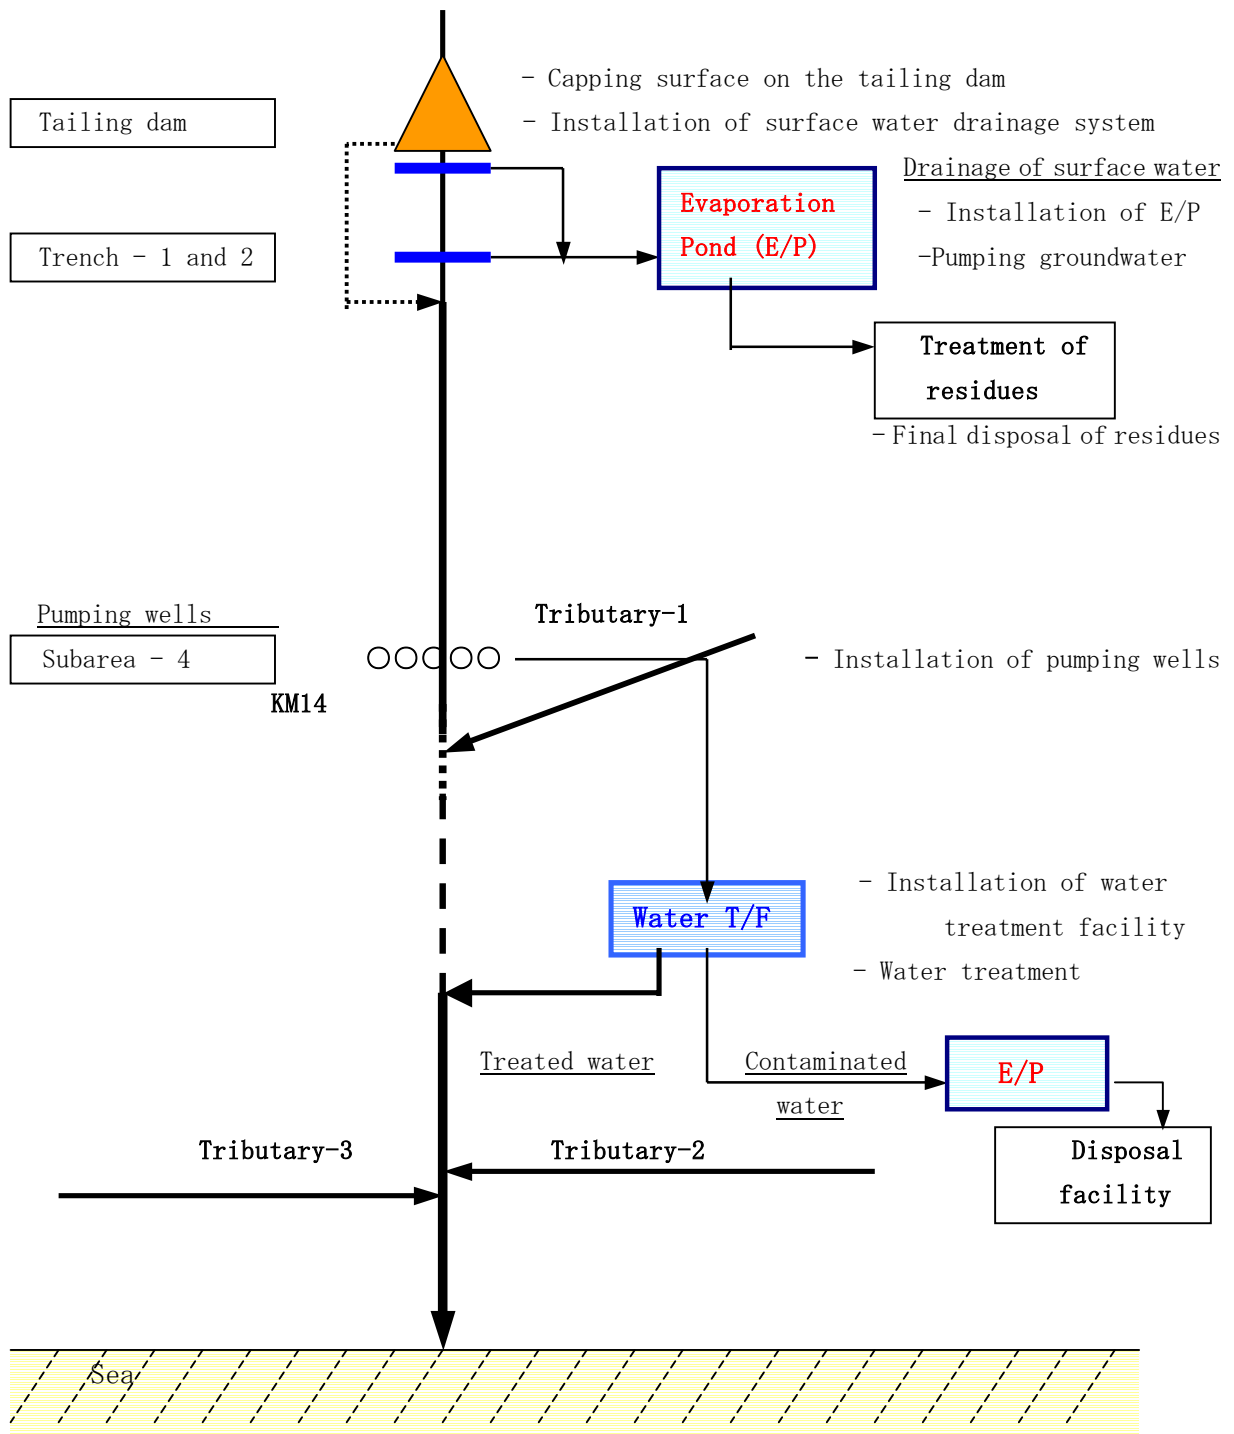 - Capping surface on the tailing dam
Tailing dam
- Installation of surface water drainage system
Drainage of surface water
Evaporation
Pond (E/P)
- Installation of E/P
Trench - 1 and 2
-Pumping groundwater
Treatment of
residues
- Final disposal of residues
Pumping wells
Tributary-1
Subarea - 4
- Installation of pumping wells
KM14
- Installation of water
treatment facility
Water T/F
- Water treatment
Treated water
Contaminated
water
E/P
Tributary-3
Tributary-2
Disposal
facility
Sea